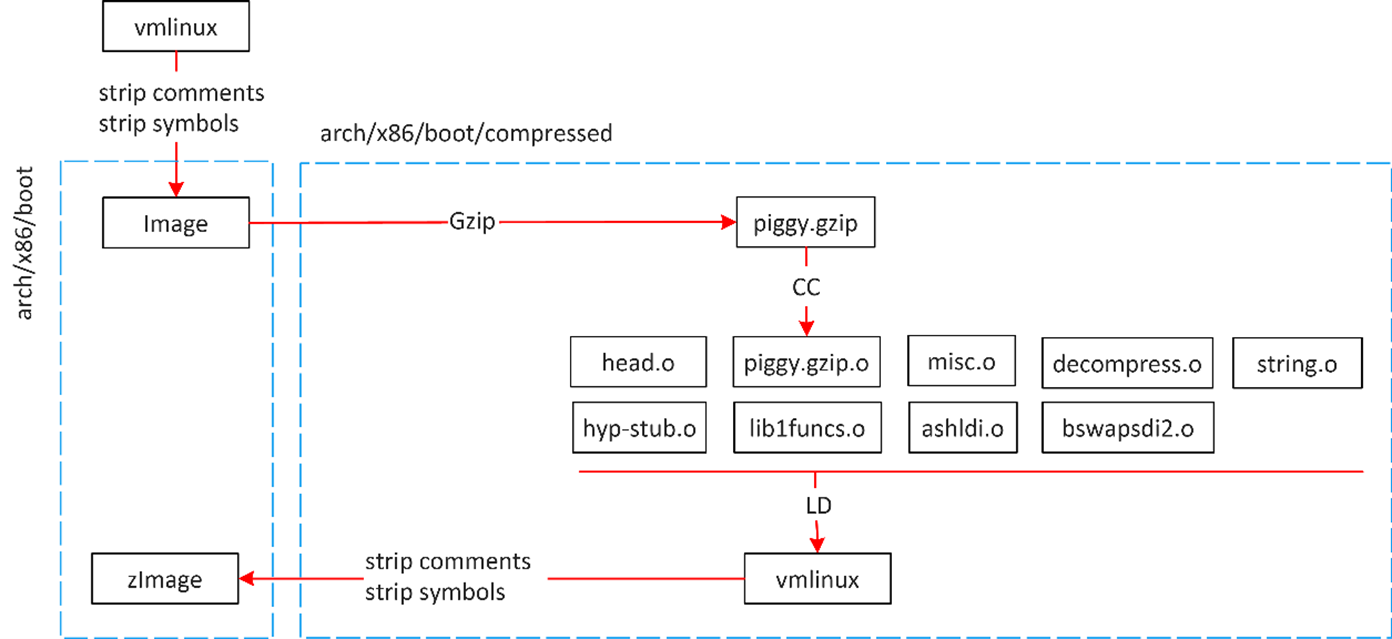 vmlinux
strip comments
strip symbols
arch/x86/boot/compressed
arch/x86/boot
Image
Gzip
piggy.gzip
CC
head.o
piggy.gzip.o
misc.o
decompress.o
string.o
hyp-stub.o
lib1funcs.o
ashldi.o
bswapsdi2.o
LD
zImage
strip comments
strip symbols
vmlinux